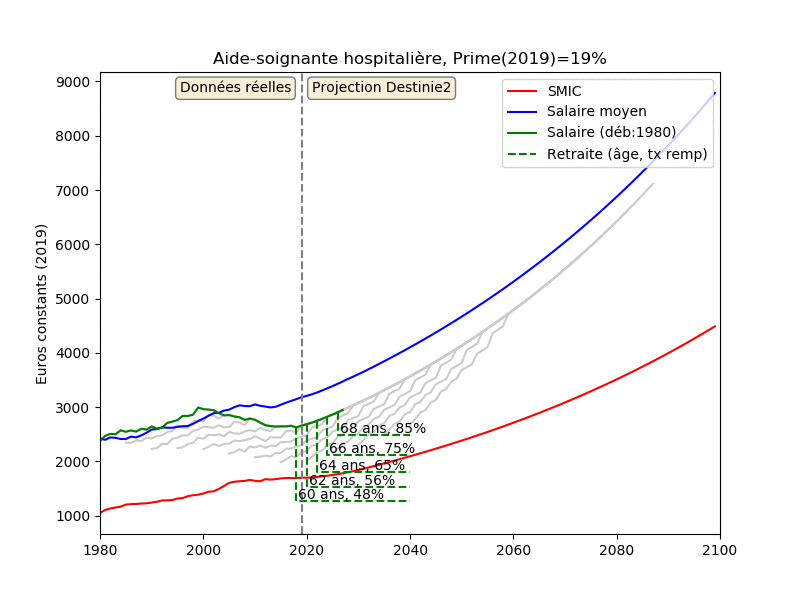 Aide-soignante hospitalière, Prime(2019)=19%
Données réelles
Projection Destinie2
SMIC
Salaire moyen
Salaire (déb:1980)
Retraite (âge, tx remp)
Euros constants (2019)
9000
8000
7000
6000
5000
4000
3000
2000
1000
68 ans, 85%
66 ans, 75%
64 ans, 65%
62 ans, 56%
60 ans, 48%
1980
2000
2020
2040
2060
2080
2100